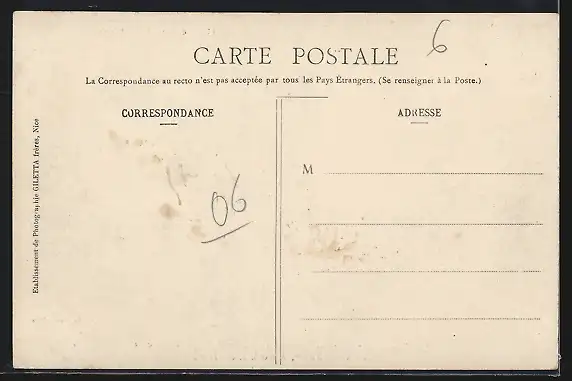 6
CARTE POSTALE
La Correspondance au recto n'est pas acceptée par tous les Pays Étrangers. (Se renseigner à la Poste.)
CORRESPONDANCE
ADRESSE
M
06
Etablissement de Photographie GILETTA frères, Nice